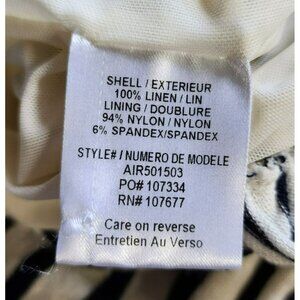 SHELL / EXTERIEUR
100% LINEN / LIN
LINING / DOUBLURE
94% NYLON / NYLON
6% SPANDEX/SPANDEX
STYLE# / NUMERO DE MODELE
AIR501503
PO# 107334
RN# 107677
Care on reverse
Entretien Au Verso